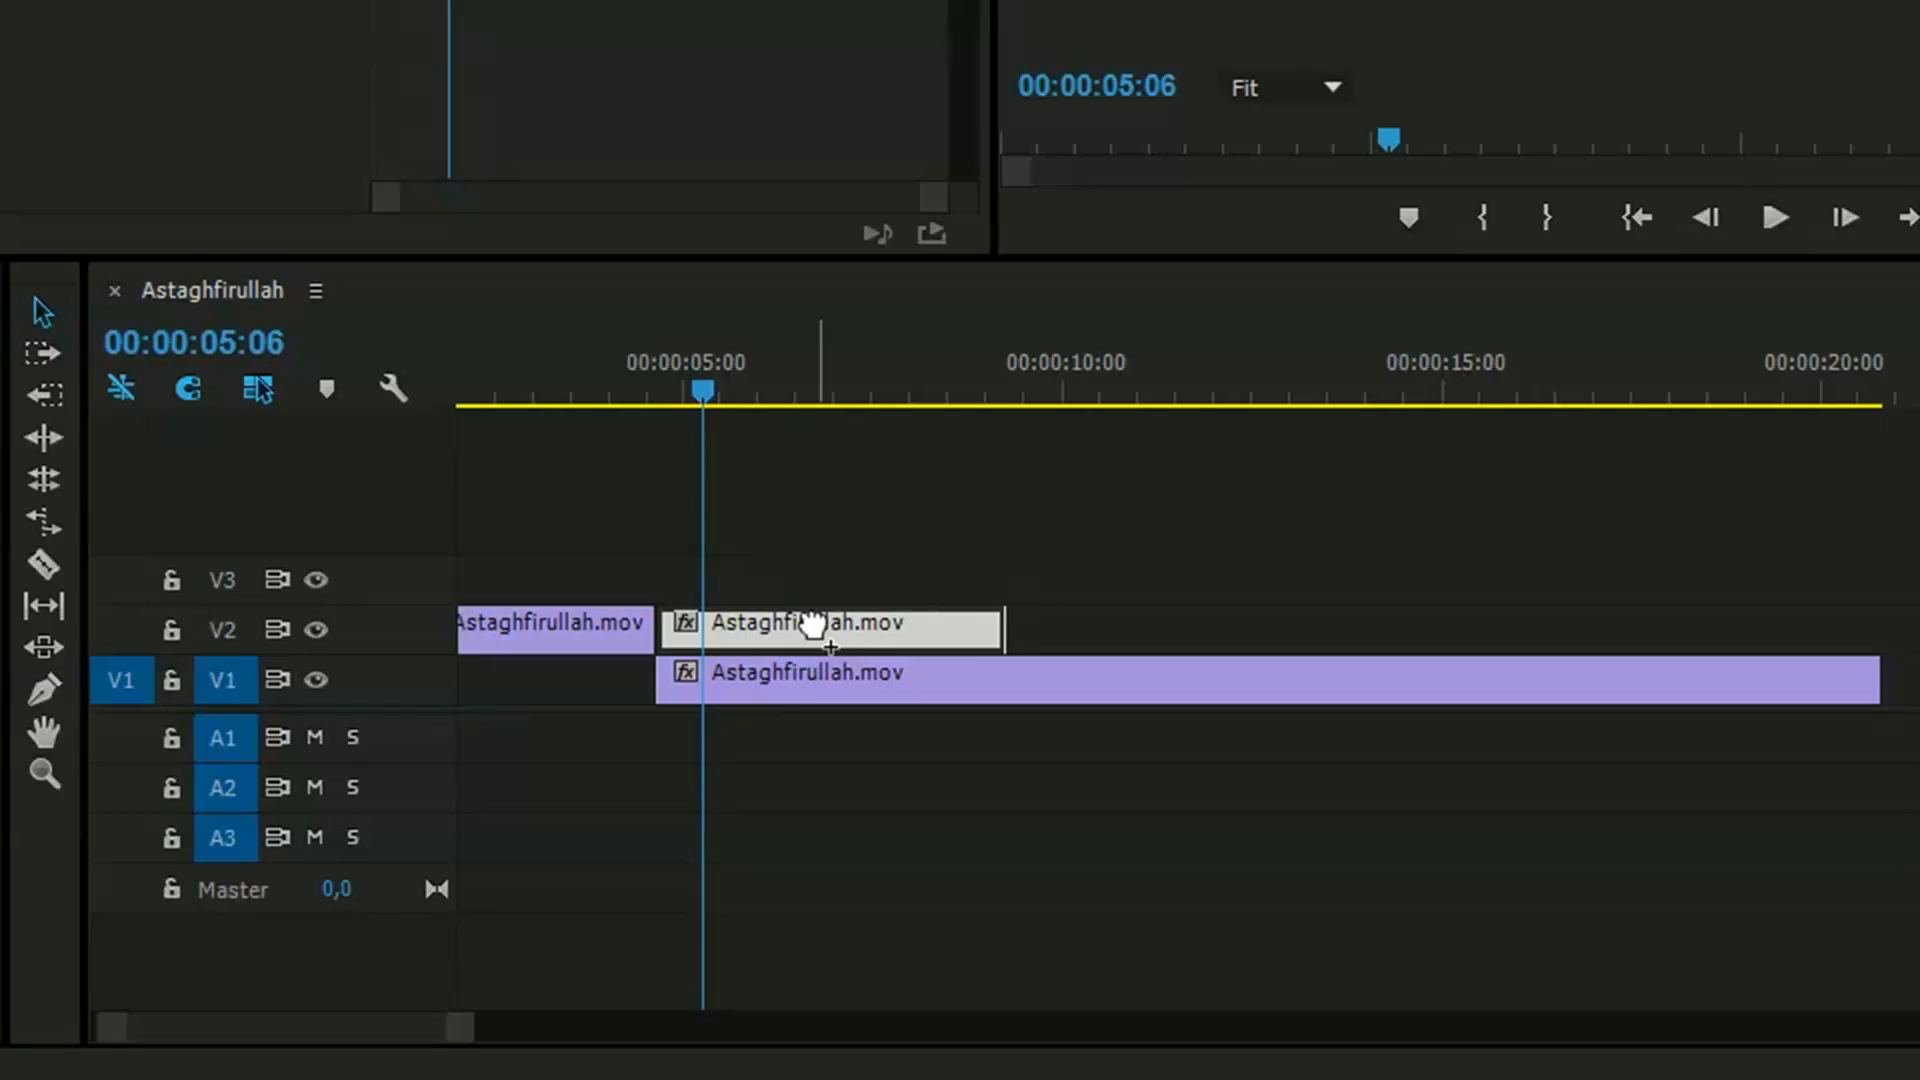 00:00:05:06 Fit
Astaghfirullah
00:00:05:06
00:00:05:00 00:00:10:00 00:00:15:00 00:00:20:00
V3
V2 Astaghfirullah.mov fx
V1 V1 fx Astaghfirullah.mov
A1 M S
A2 M S
A3 M S
Master 0,0